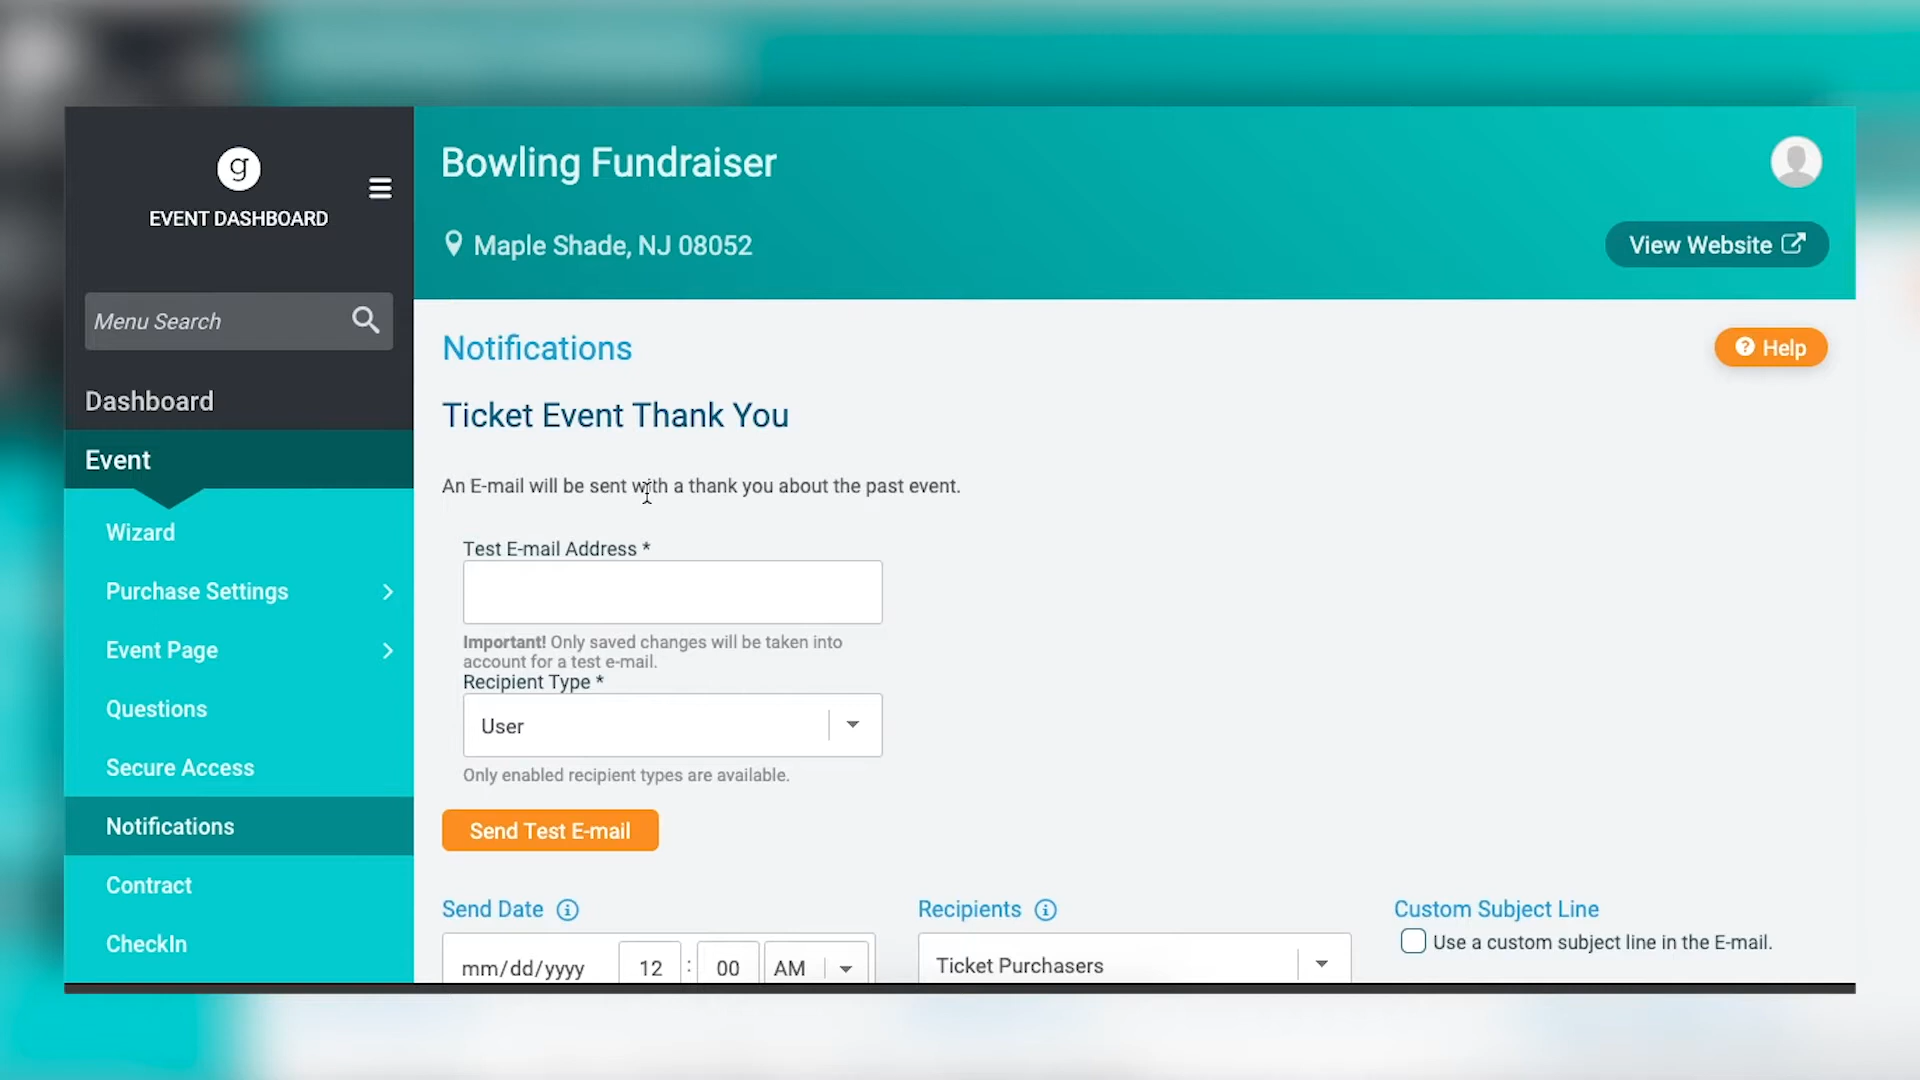 g
EVENT DASHBOARD
Menu Search
Dashboard
Event
Wizard
Purchase Settings
Event Page
Questions
Secure Access
Notifications
Contract
CheckIn
Bowling Fundraiser
Maple Shade, NJ 08052
View Website
Notifications
Help
Ticket Event Thank You
An E-mail will be sent with a thank you about the past event.
Test E-mail Address *
Important! Only saved changes will be taken into
account for a test e-mail.
Recipient Type *
User
Only enabled recipient types are available.
Send Test E-mail
Send Date
mm/dd/yyyy 12 : 00 AM
Recipients
Ticket Purchasers
Custom Subject Line
Use a custom subject line in the E-mail.